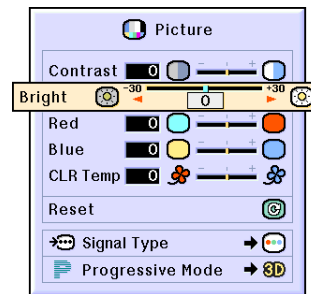 Picture
Contrast 0 - +
Bright -30 0 +30
Red 0 - +
Blue 0 - +
CLR Temp 0 - +
Reset
Signal Type
Progressive Mode 3D